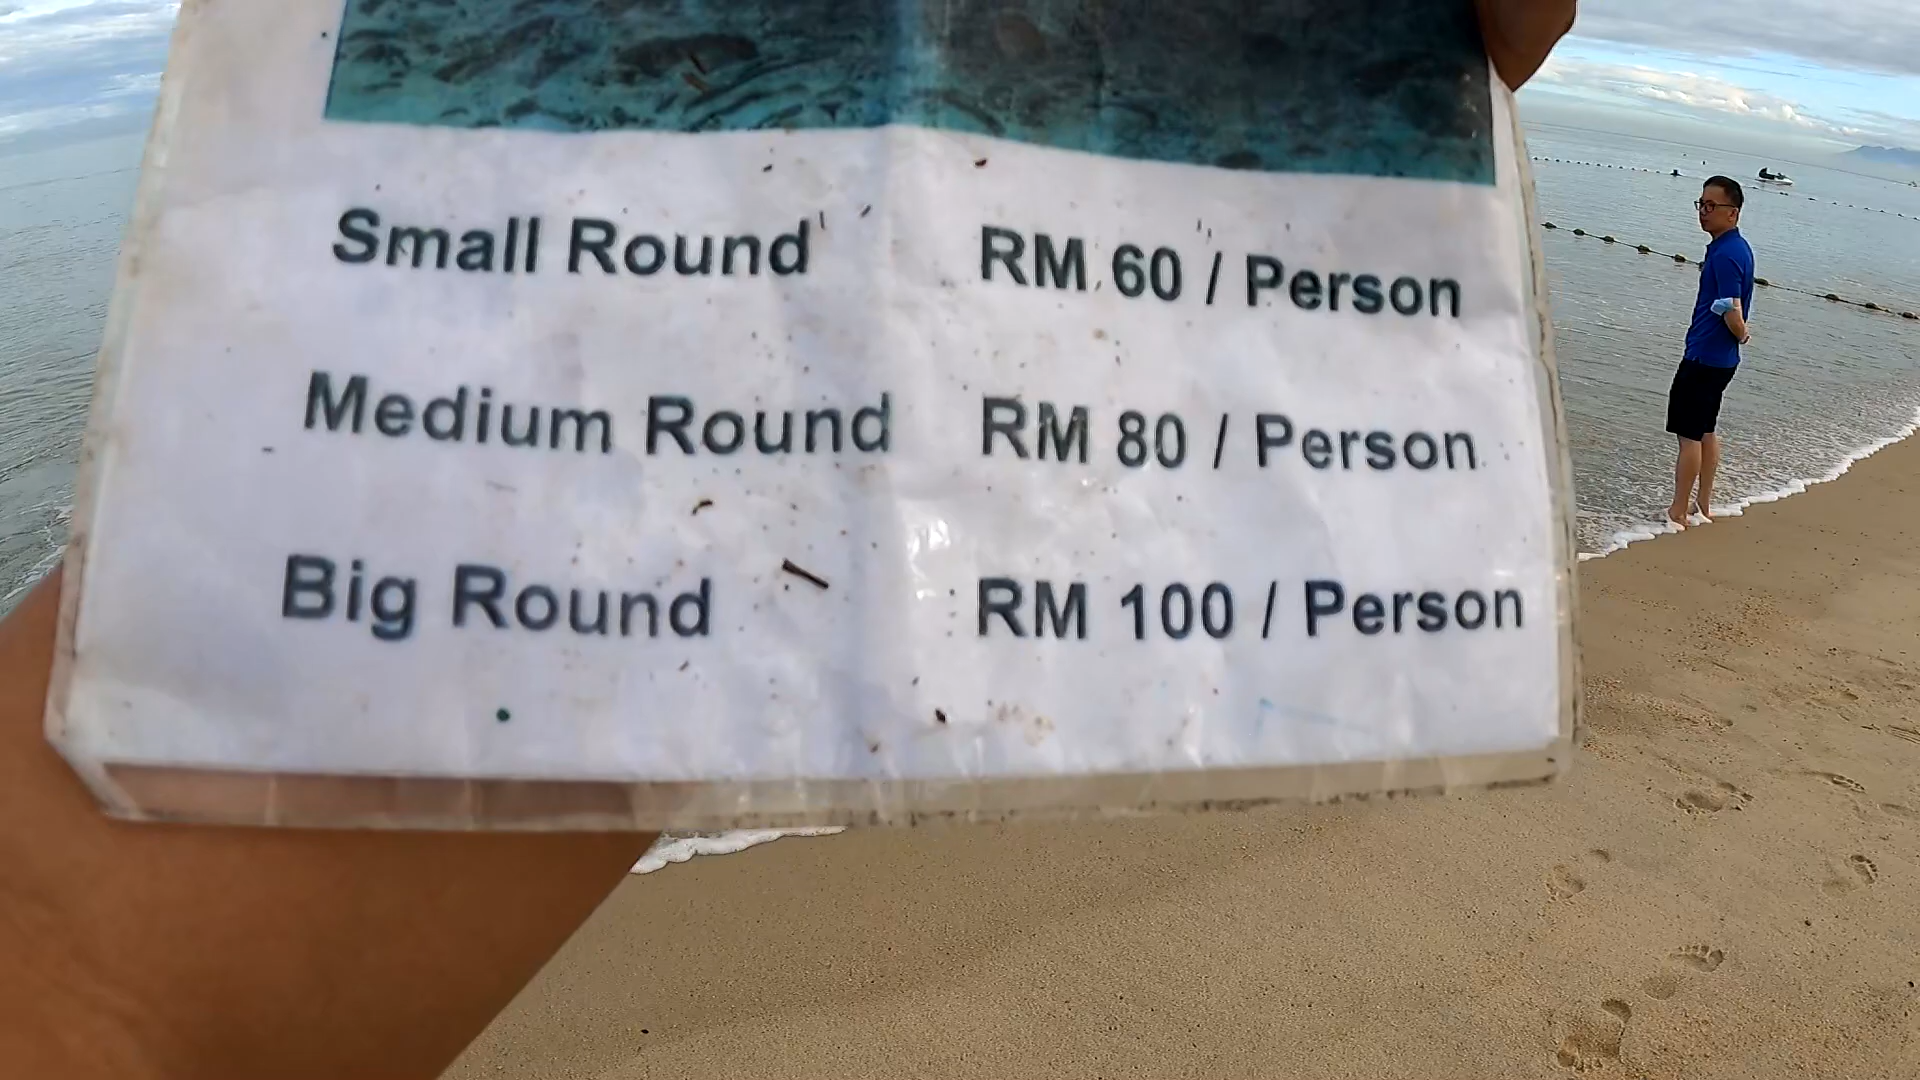 Small Round RM 60 / Person
Medium Round RM 80 / Person
Big Round : RM 100 / Person